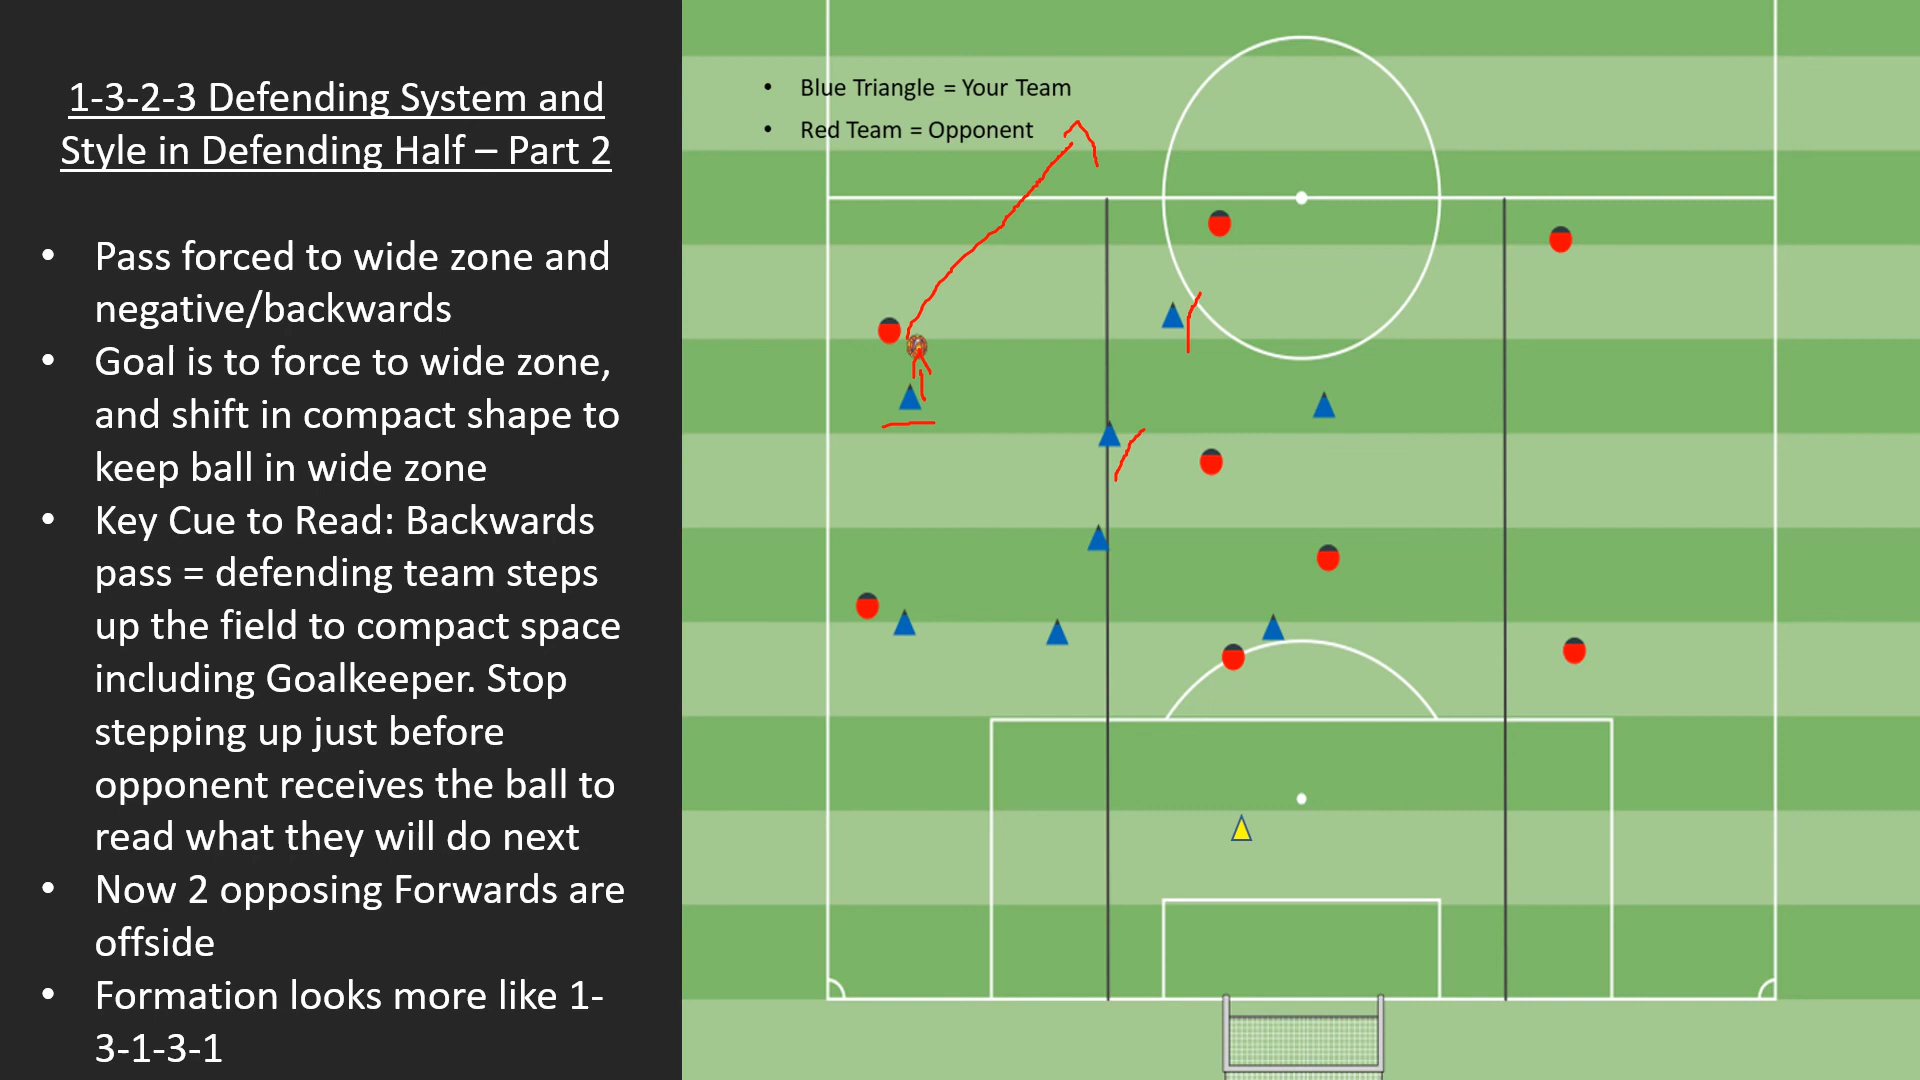 1-3-2-3 Defending System and
Style in Defending Half – Part 2
• Pass forced to wide zone and
negative/backwards
• Goal is to force to wide zone,
and shift in compact shape to
keep ball in wide zone
• Key Cue to Read: Backwards
pass = defending team steps
up the field to compact space
including Goalkeeper. Stop
stepping up just before
opponent receives the ball to
read what they will do next
• Now 2 opposing Forwards are
offside
• Formation looks more like 1-
3-1-3-1
• Blue Triangle = Your Team
• Red Team = Opponent